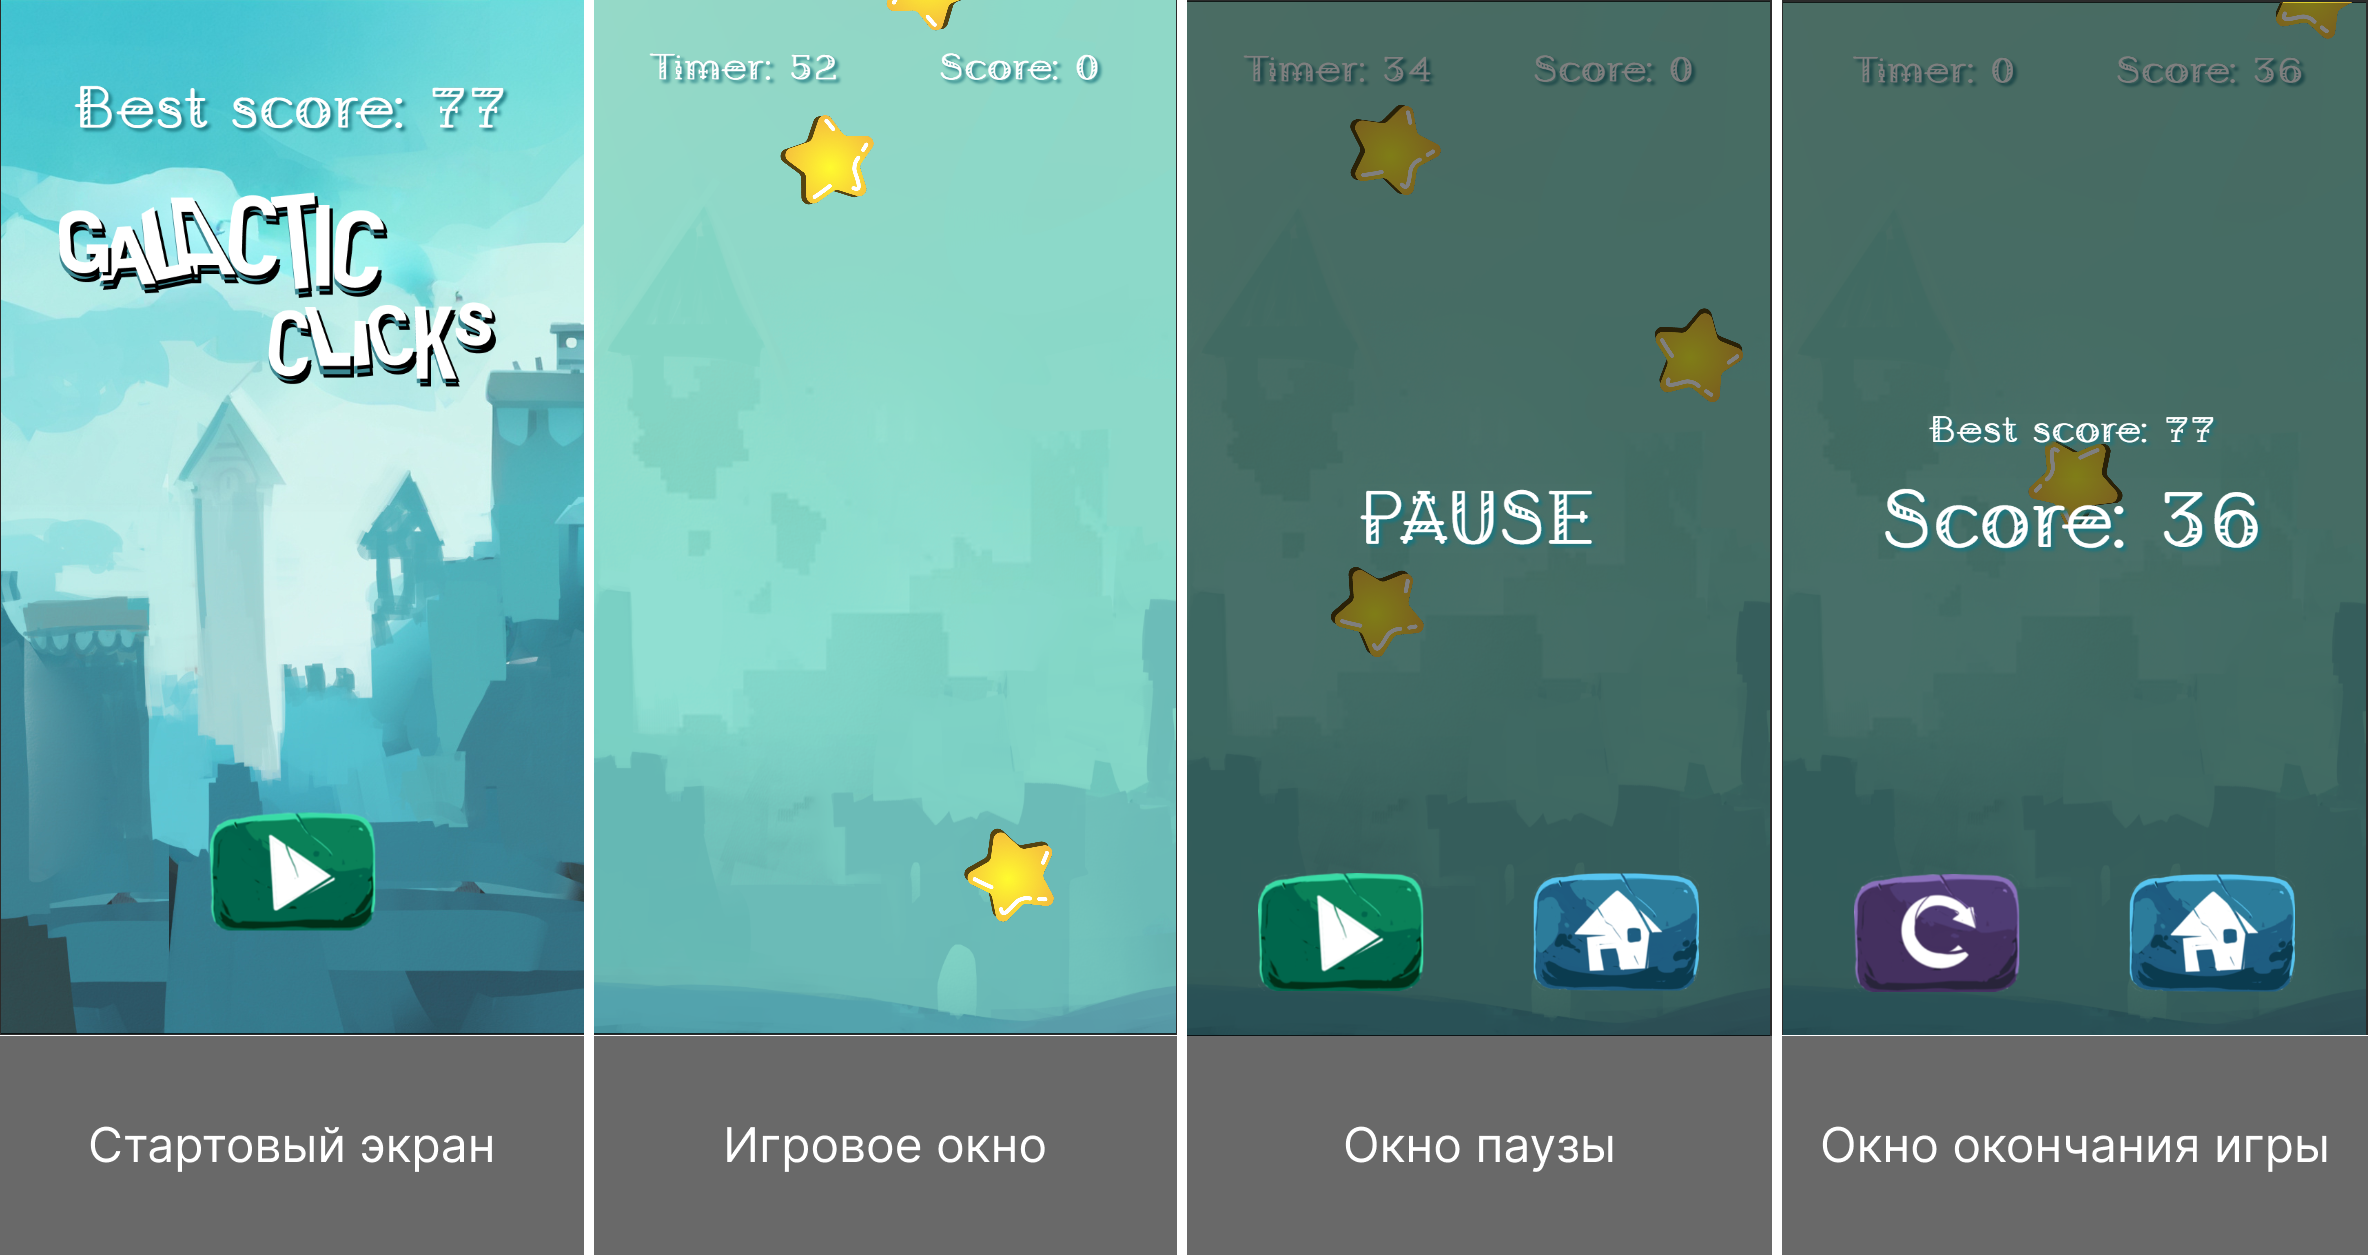 Best score: 77
GALACTIC
CLICKS
Стартовый экран
Timer: 52 Score: 0
Игровое окно
Timer: 34 Score: 0
PAUSE
Окно паузы
Timer: 0 Score: 36
Best score: 77
Score: 36
Окно окончания игры